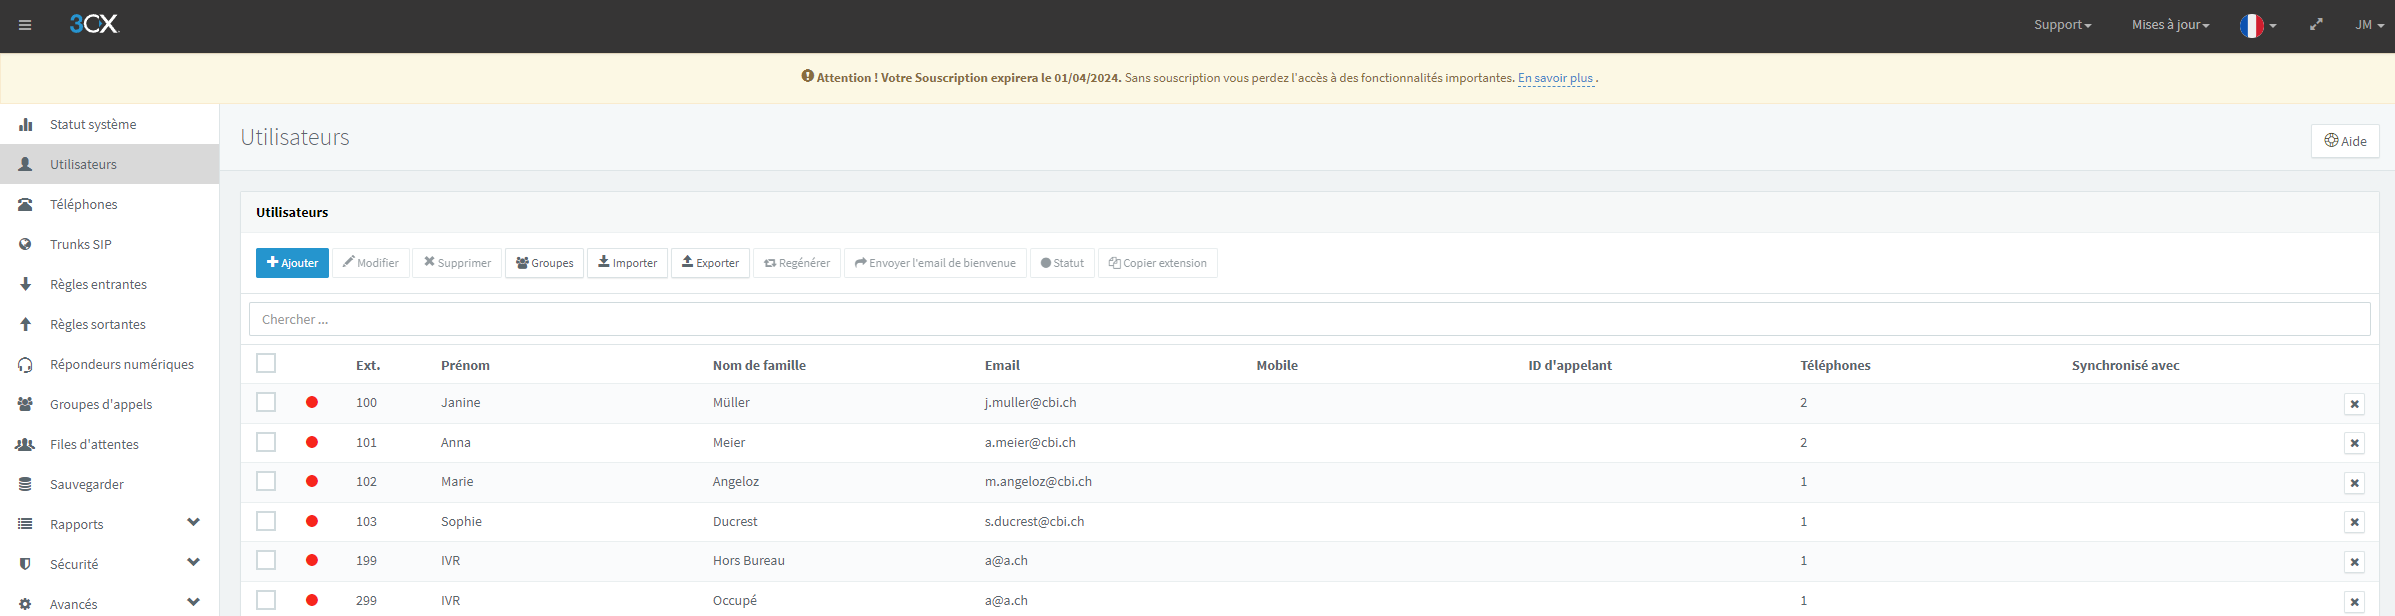 3CX
Support
Mises à jour
JM
Attention ! Votre Souscription expirera le 01/04/2024. Sans souscription vous perdez l'accès à des fonctionnalités importantes. En savoir plus .
Statut système
Utilisateurs
Téléphones
Trunks SIP
Règles entrantes
Règles sortantes
Répondeurs numériques
Groupes d'appels
Files d'attentes
Sauvegarder
Rapports
Sécurité
Avancés
Utilisateurs
Aide
Utilisateurs
Ajouter Modifier Supprimer Groupes Importer Exporter Regénérer Envoyer l'email de bienvenue Statut Copier extension
Chercher ...
Ext. Prénom Nom de famille Email Mobile ID d'appelant Téléphones Synchronisé avec
100 Janine Müller j.muller@cbi.ch 2
101 Anna Meier a.meier@cbi.ch 2
102 Marie Angeloz m.angeloz@cbi.ch 1
103 Sophie Ducrest s.ducrest@cbi.ch 1
199 IVR Hors Bureau a@a.ch 1
299 IVR Occupé a@a.ch 1